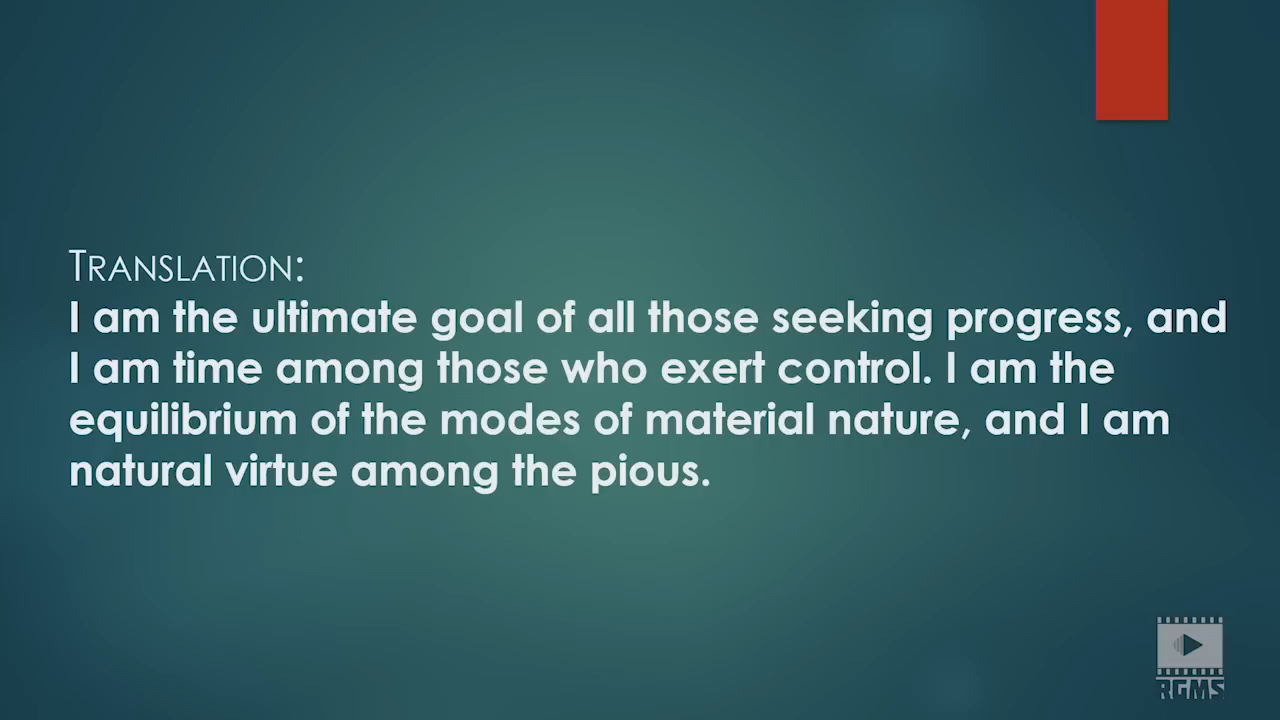 TRANSLATION:
I am the ultimate goal of all those seeking progress, and
I am time among those who exert control. I am the
equilibrium of the modes of material nature, and I am
natural virtue among the pious.
RGMS